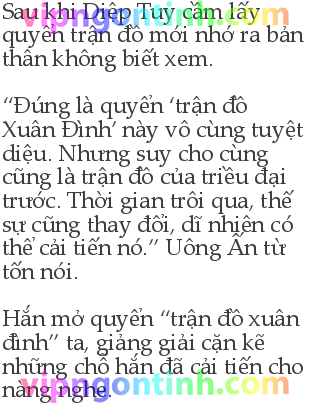 Sau khi Diệp Tùy cầm lấy
quyển trận đồ mới nhớ ra bản
thân không biết xem.
“Đúng là quyển ‘trận đồ
Xuân Đình’ này vô cùng tuyệt
diệu. Nhưng suy cho cùng
cũng là trận đồ của triều đại
trước. Thời gian trôi qua, thế
sự cũng thay đổi, dĩ nhiên có
thể cải tiến nó.” Uông Ấn từ
tốn nói.
Hắn mở quyển “trận đồ xuân
đình” ta, giảng giải cặn kẽ
những chỗ hắn đã cải tiến cho
nàng nghe.
vipngontinh.com
vipngontinh.com